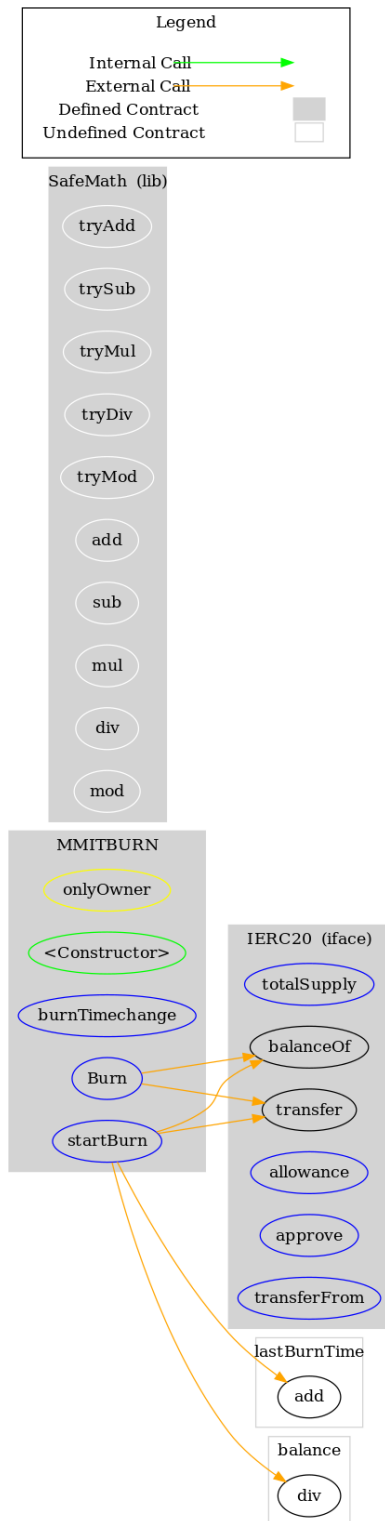 Legend
Internal Call
External Call
Defined Contract
Undefined Contract
SafeMath (lib)
tryAdd
trySub
tryMul
tryDiv
tryMod
add
sub
mul
div
mod
MMITBURN
onlyOwner
<Constructor>
burnTimechange
Burn
startBurn
IERC20 (iface)
totalSupply
balanceOf
transfer
allowance
approve
transferFrom
lastBurnTime
add
balance
div